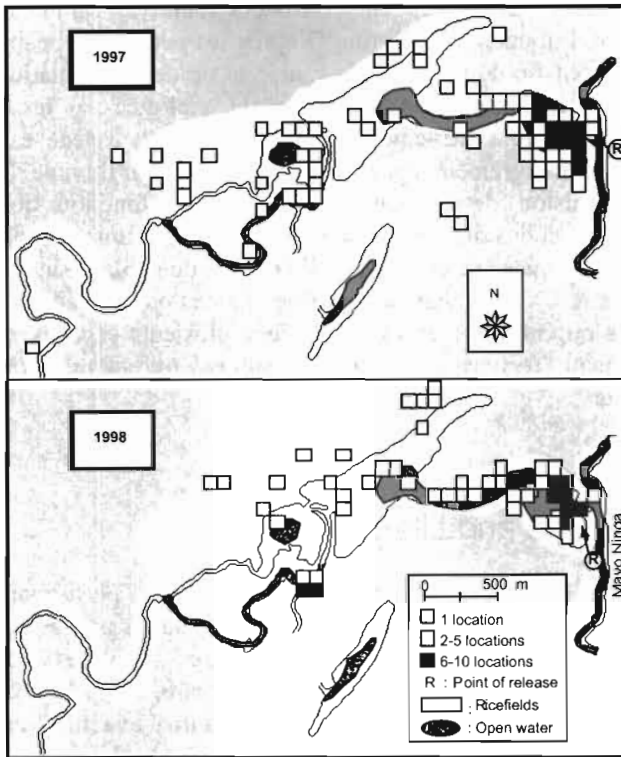 1997
R
N
1998
R
Mayo Ninga
0 500 m
1 location
2-5 locations
6-10 locations
R : Point of release
: Ricefields
: Open water